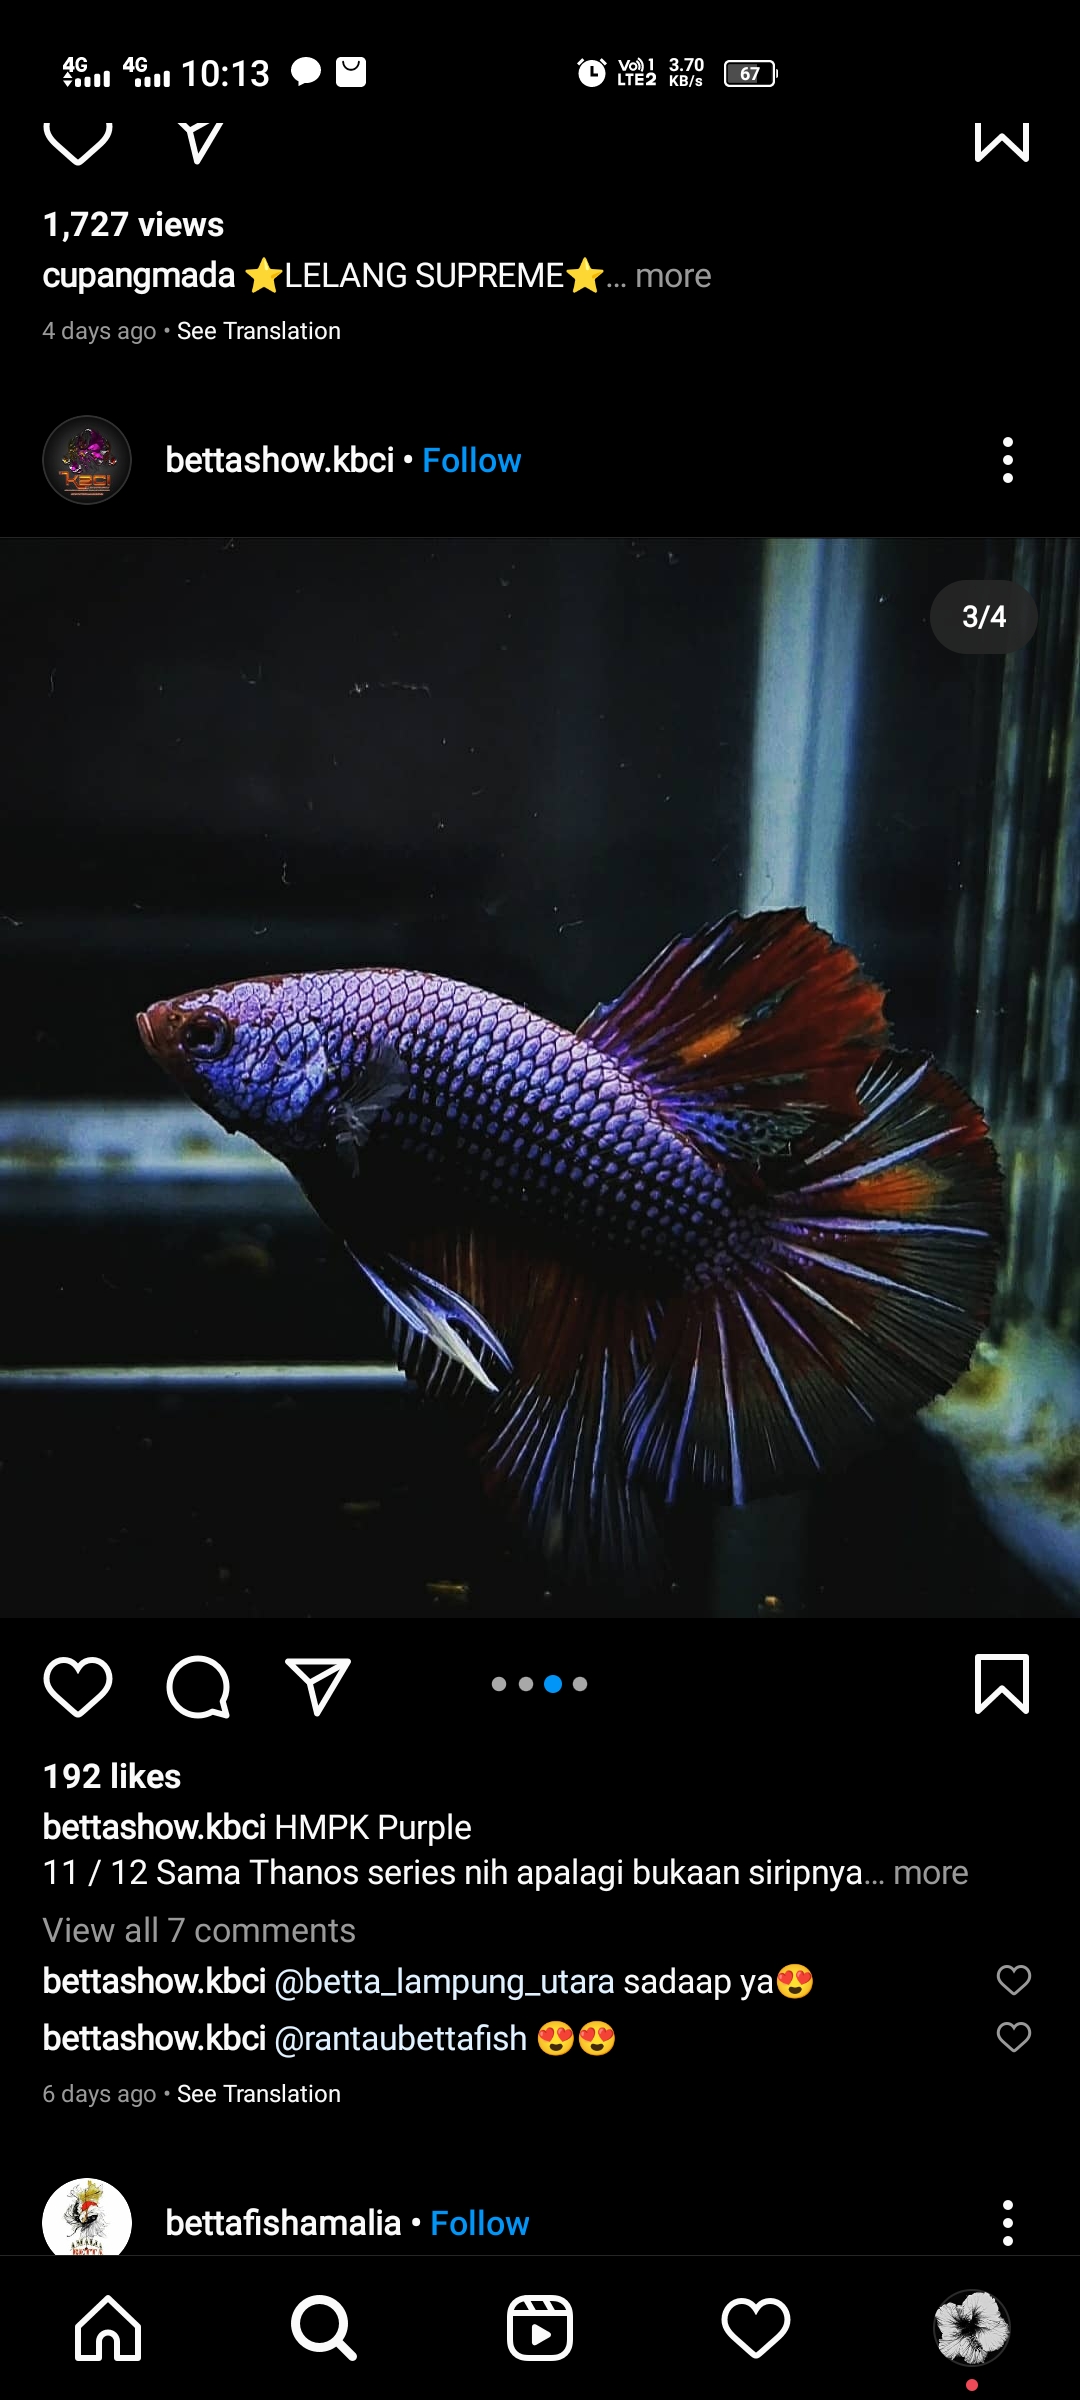 4G 4G 10:13 Vo)) 1 LTE2 3.70 KB/s 67
1,727 views
cupangmada ⭐LELANG SUPREME⭐... more
4 days ago • See Translation
KBCI
bettashow.kbci • Follow
3/4
192 likes
bettashow.kbci HMPK Purple
11 / 12 Sama Thanos series nih apalagi bukaan siripnya... more
View all 7 comments
bettashow.kbci @betta_lampung_utara sadaap ya😍
bettashow.kbci @rantaubettafish 😍😍
6 days ago • See Translation
bettafishamalia • Follow